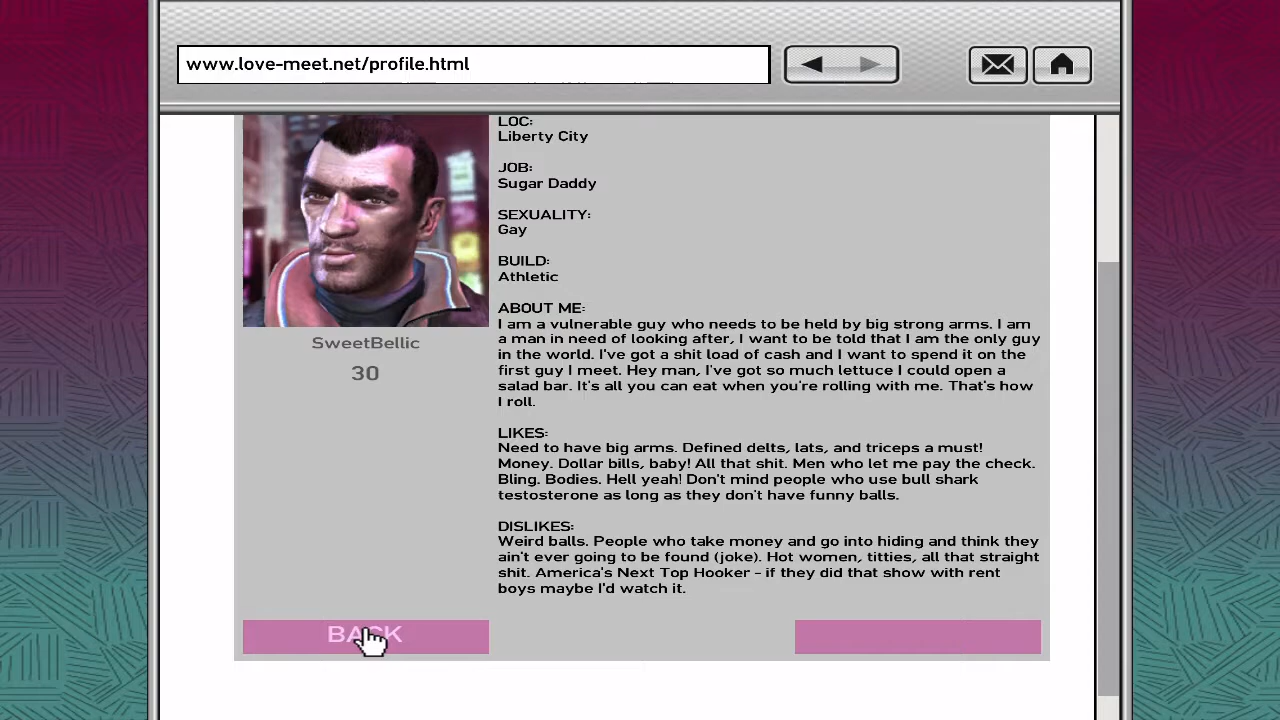 www.love-meet.net/profile.html
LOC:
Liberty City
JOB:
Sugar Daddy
SEXUALITY:
Gay
BUILD:
Athletic
ABOUT ME:
I am a vulnerable guy who needs to be held by big strong arms. I am
a man in need of looking after, I want to be told that I am the only guy
in the world. I've got a shit load of cash and I want to spend it on the
first guy I meet. Hey man, I've got so much lettuce I could open a
salad bar. It's all you can eat when you're rolling with me. That's how
I roll.
LIKES:
Need to have big arms. Defined delts, lats, and triceps a must!
Money. Dollar bills, baby! All that shit. Men who let me pay the check.
Bling. Bodies. Hell yeah! Don't mind people who use bull shark
testosterone as long as they don't have funny balls.
DISLIKES:
Weird balls. People who take money and go into hiding and think they
ain't ever going to be found (joke). Hot women, titties, all that straight
shit. America's Next Top Hooker - if they did that show with rent
boys maybe I'd watch it.
SweetBellic
30
BACK